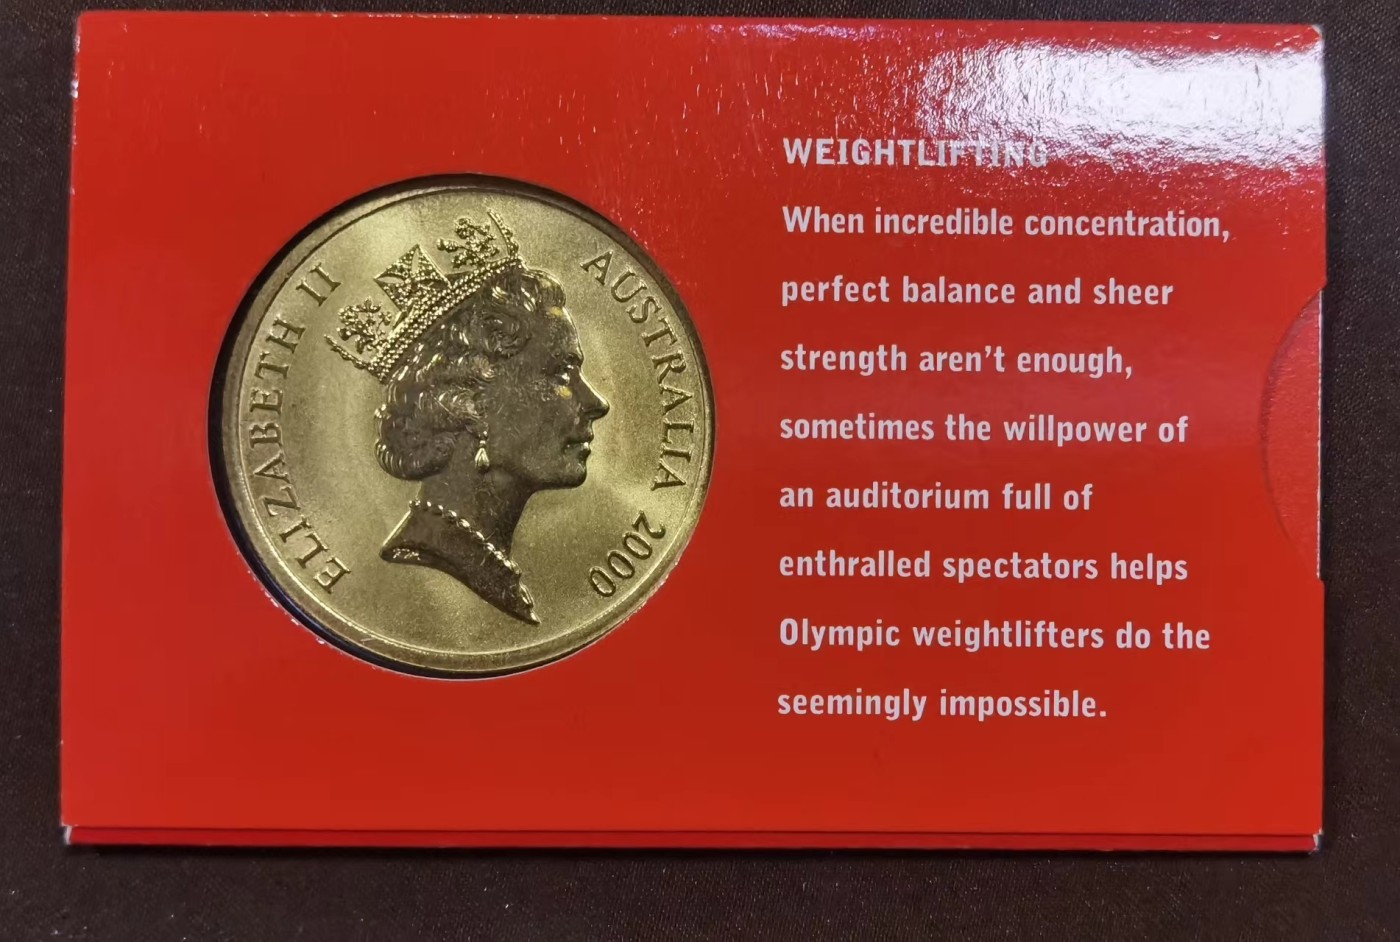 ELIZABETH II
AUSTRALIA 2000
WEIGHTLIFTING
When incredible concentration,
perfect balance and sheer
strength aren't enough,
sometimes the willpower of
an auditorium full of
enthralled spectators helps
Olympic weightlifters do the
seemingly impossible.